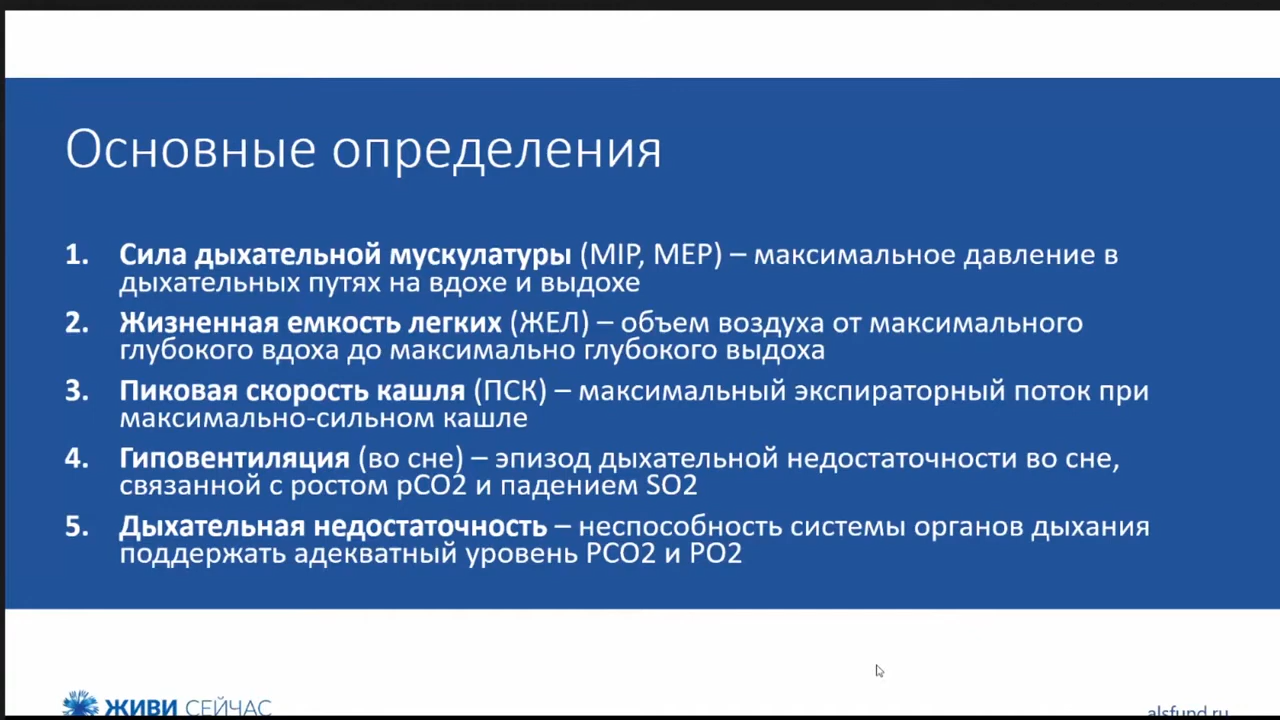 Основные определения
1. Сила дыхательной мускулатуры (MIP, MEP) – максимальное давление в
дыхательных путях на вдохе и выдохе
2. Жизненная емкость легких (ЖЕЛ) – объем воздуха от максимального
глубокого вдоха до максимально глубокого выдоха
3. Пиковая скорость кашля (ПСК) – максимальный экспираторный поток при
максимально-сильном кашле
4. Гиповентиляция (во сне) – эпизод дыхательной недостаточности во сне,
связанной с ростом pCO2 и падением SO2
5. Дыхательная недостаточность – неспособность системы органов дыхания
поддержать адекватный уровень PCO2 и PO2
ЖИВИ СЕЙЧАС
alsfund.ru